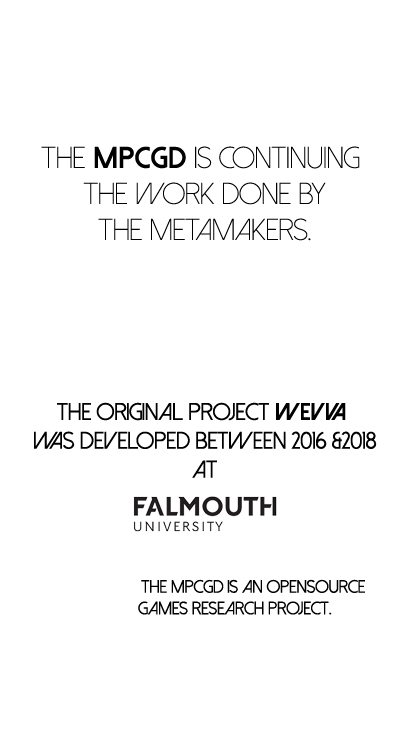 THE MPCGD IS CONTINUING
THE WORK DONE BY
THE METAMAKERS.
THE ORIGINAL PROJECT WEVVA
WAS DEVELOPED BETWEEN 2016 &2018
AT
FALMOUTH
UNIVERSITY
THE MPCGD IS AN OPENSOURCE
GAMES RESEARCH PROJECT.